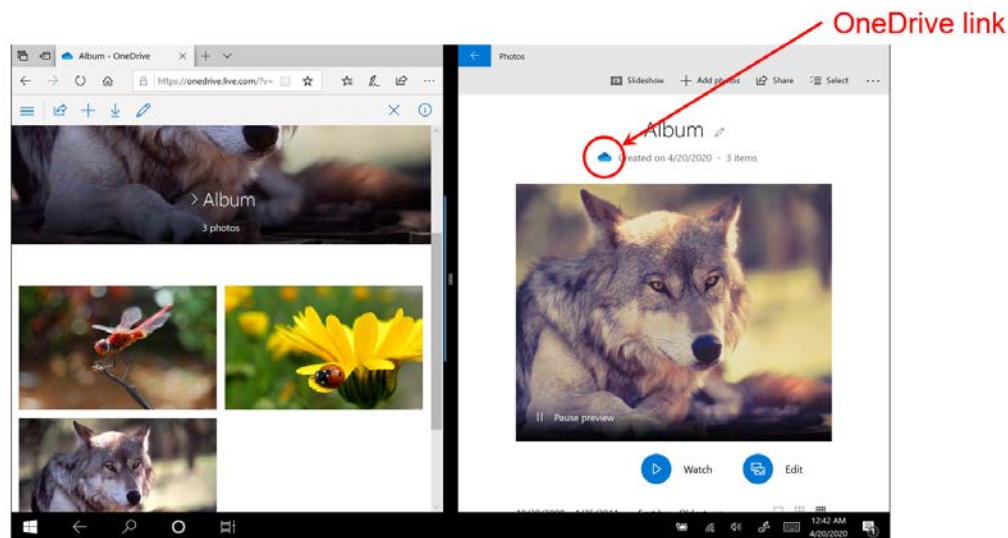 OneDrive link
Album - OneDrive
https://onedrive.live.com/?v=
Album
3 photos
Photos
Slideshow
Add photos
Share
Select
Album
Created on 4/20/2020 - 3 items
Pause preview
Watch
Edit
12:42 AM
4/20/2020